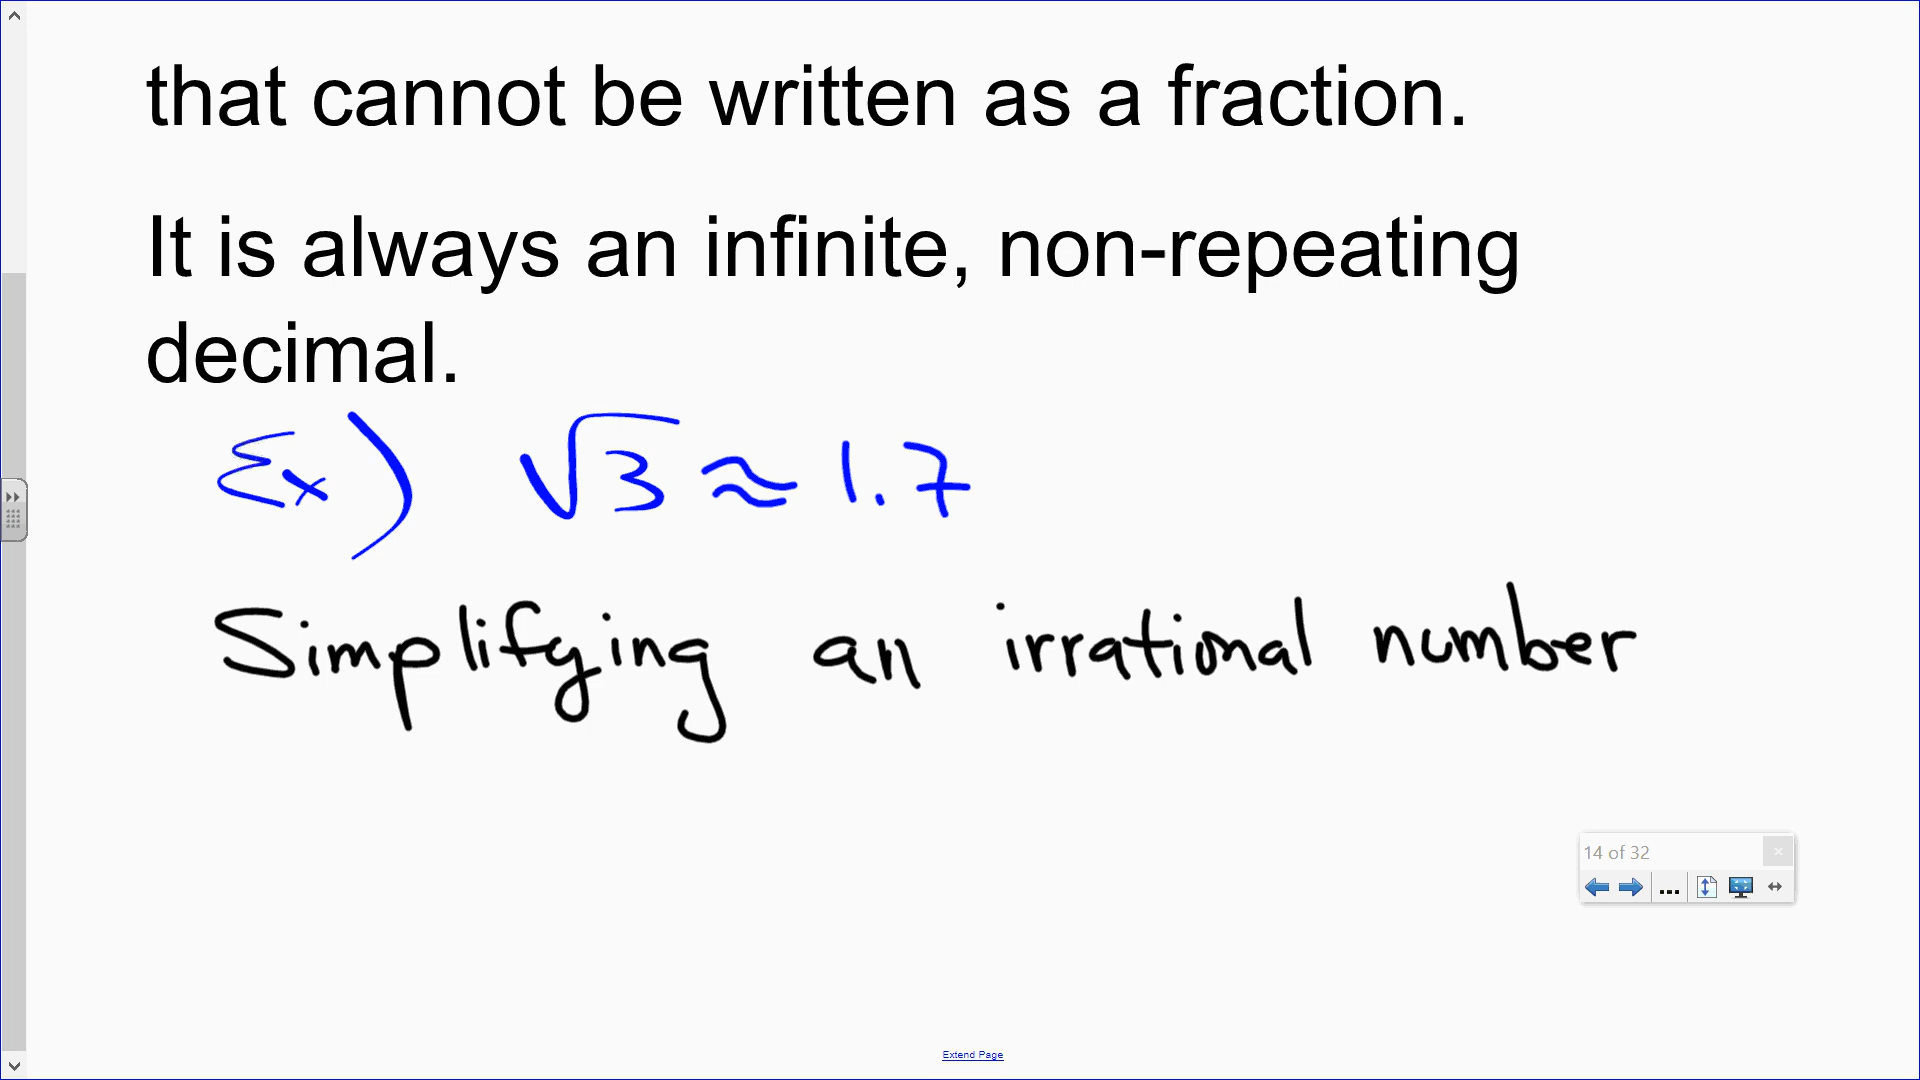 that cannot be written as a fraction.
It is always an infinite, non-repeating
decimal.
Ex) √3 ≈ 1.7
Simplifying an irrational number
14 of 32
...
Extend Page